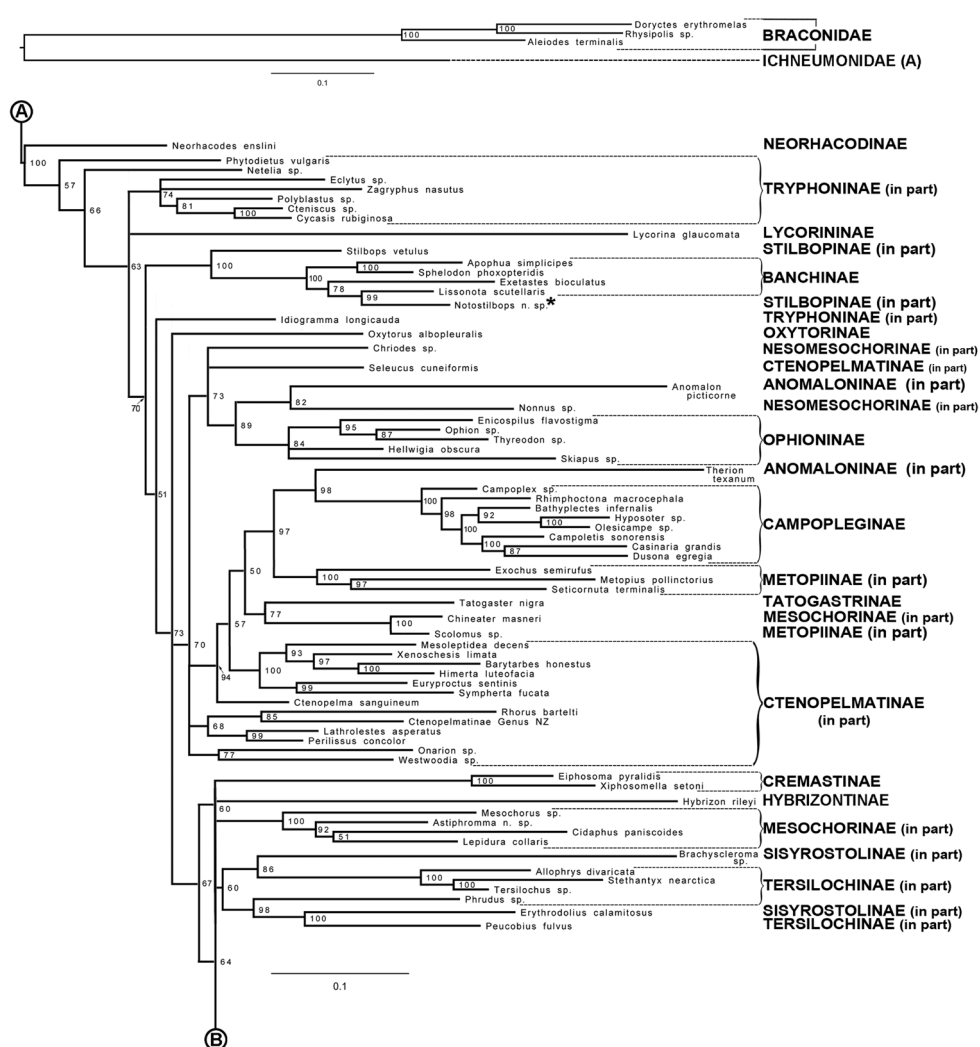 Doryctes erythromelas
100
Rhysipolis sp.
100
BRACONIDAE
Aleiodes terminalis
ICHNEUMONIDAE (A)
0.1
A
Neorhacodes enslini
NEORHACODINAE
100
Phytodietus vulgaris
57
Netelia sp.
Eclytus sp.
66
74
Zagryphus nasutus
TRYPHONINAE (in part)
Polyblastus sp.
81
Cteniscus sp.
100
Cycasis rubiginosa
Lycorina glaucomata
LYCORININAE
Stilbops vetulus
STILBOPINAE (in part)
63
100
Apophua simplicipes
100
Sphelodon phoxopteridis
100
BANCHINAE
Exetastes bioculatus
78
Lissonota scutellaris
99
Notostilbops n. sp.*
STILBOPINAE (in part)
Idiogramma longicauda
TRYPHONINAE (in part)
Oxytorus albopleuralis
OXYTORINAE
Chriodes sp.
NESOMESOCHORINAE (in part)
Seleucus cuneiformis
CTENOPELMATINAE (in part)
73
Anomalon
picticorne
ANOMALONINAE (in part)
82
70
Nonnus sp.
NESOMESOCHORINAE (in part)
Enicospilus flavostigma
89
95
Ophion sp.
87
Thyreodon sp.
OPHIONINAE
84
Hellwigia obscura
Skiapus sp.
Therion
texanum
ANOMALONINAE (in part)
98
Campoplex sp.
51
100
Rhimphoctona macrocephala
Bathyplectes infernalis
98
92
Hyposoter sp.
100
100
Olesicampe sp.
CAMPOPLEGINAE
97
Campoletis sonorensis
100
Casinaria grandis
87
Dusona egregia
50
Exochus semirufus
100
Metopius pollinctorius
METOPIINAE (in part)
97
Seticornuta terminalis
Tatogaster nigra
TATOGASTRINAE
77
Chineater masneri
MESOCHORINAE (in part)
57
100
73
Scolomus sp.
METOPIINAE (in part)
70
Mesoleptidea decens
93
Xenoschesis limata
97
Barytarbes honestus
100
100
Himerta luteofacia
94
Euryproctus sentinis
99
Sympherta fucata
Ctenopelma sanguineum
CTENOPELMATINAE
(in part)
Rhorus bartelti
85
68
Ctenopelmatinae Genus NZ
Lathrolestes asperatus
99
Perilissus concolor
Onarion sp.
77
Westwoodia sp.
Eiphosoma pyralidis
100
CREMASTINAE
Xiphosomella setoni
60
Hybrizon rileyi
HYBRIZONTINAE
Mesochorus sp.
100
Astiphromma n. sp.
92
Cidaphus paniscoides
MESOCHORINAE (in part)
51
Lepidura collaris
Brachyscleroma
sp.
SISYROSTOLINAE (in part)
86
Allophrys divaricata
100
Stethantyx nearctica
67
60
100
Tersilochus sp.
TERSILOCHINAE (in part)
Phrudus sp.
98
Erythrodolius calamitosus
SISYROSTOLINAE (in part)
100
Peucobius fulvus
TERSILOCHINAE (in part)
64
0.1
B